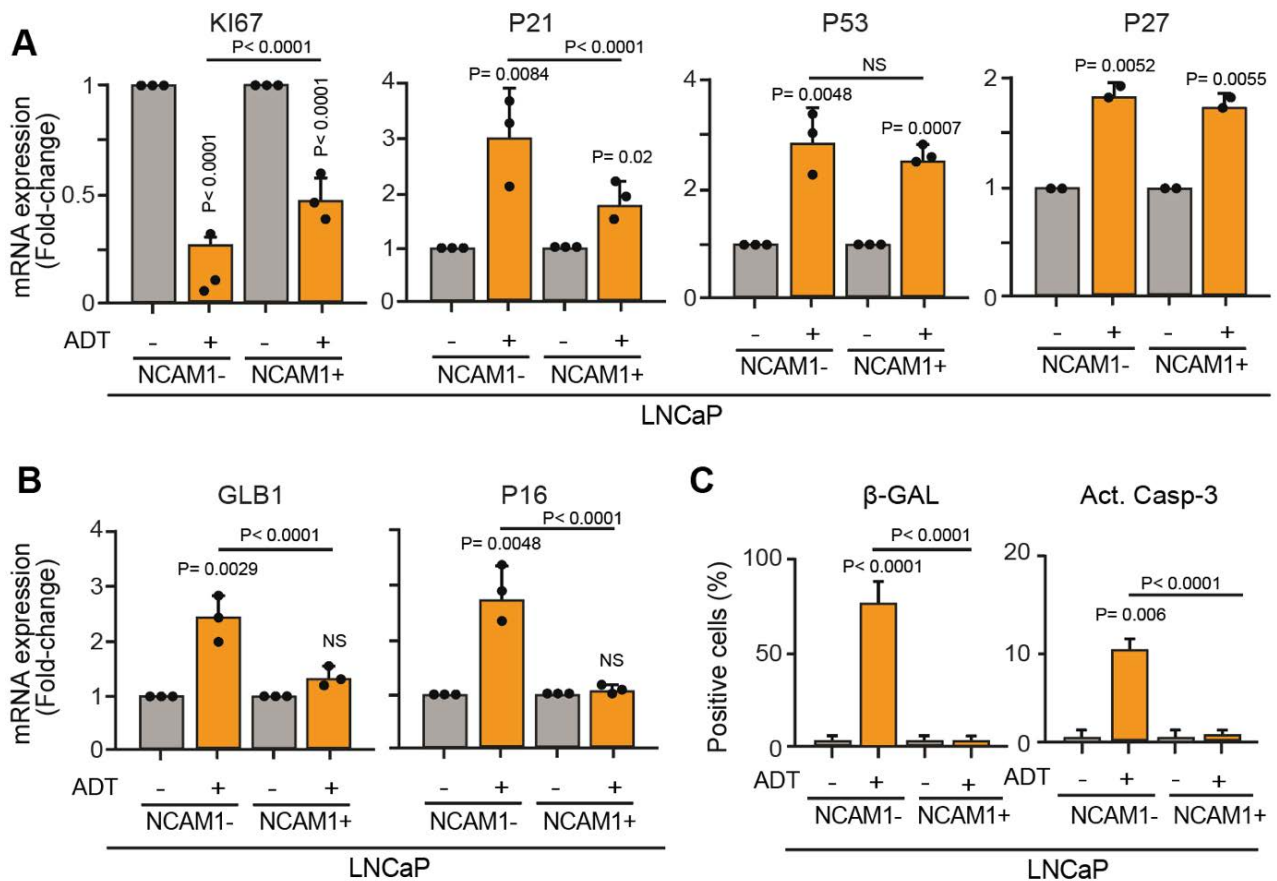 A
KI67 P21 P53 P27
mRNA expression
(Fold-change)
1
0.5
0
P< 0.0001
P< 0.0001
P< 0.0001
4
3
2
1
0
P= 0.0084
P< 0.0001
P= 0.02
4
2
0
P= 0.0048
NS
P= 0.0007
2
1
0
P= 0.0052
P= 0.0055
ADT - + - + - + - + - + - + - + - +
NCAM1- NCAM1+ NCAM1- NCAM1+ NCAM1- NCAM1+ NCAM1- NCAM1+
LNCaP
B
GLB1 P16
mRNA expression
(Fold-change)
4
3
2
1
0
P= 0.0029
P< 0.0001
NS
P= 0.0048
P< 0.0001
NS
ADT - + - + - + - +
NCAM1- NCAM1+ NCAM1- NCAM1+
LNCaP
C
β-GAL Act. Casp-3
Positive cells (%)
100
50
0
P< 0.0001
P< 0.0001
20
10
0
P= 0.006
P< 0.0001
ADT - + - + ADT - + - +
NCAM1- NCAM1+ NCAM1- NCAM1+
LNCaP